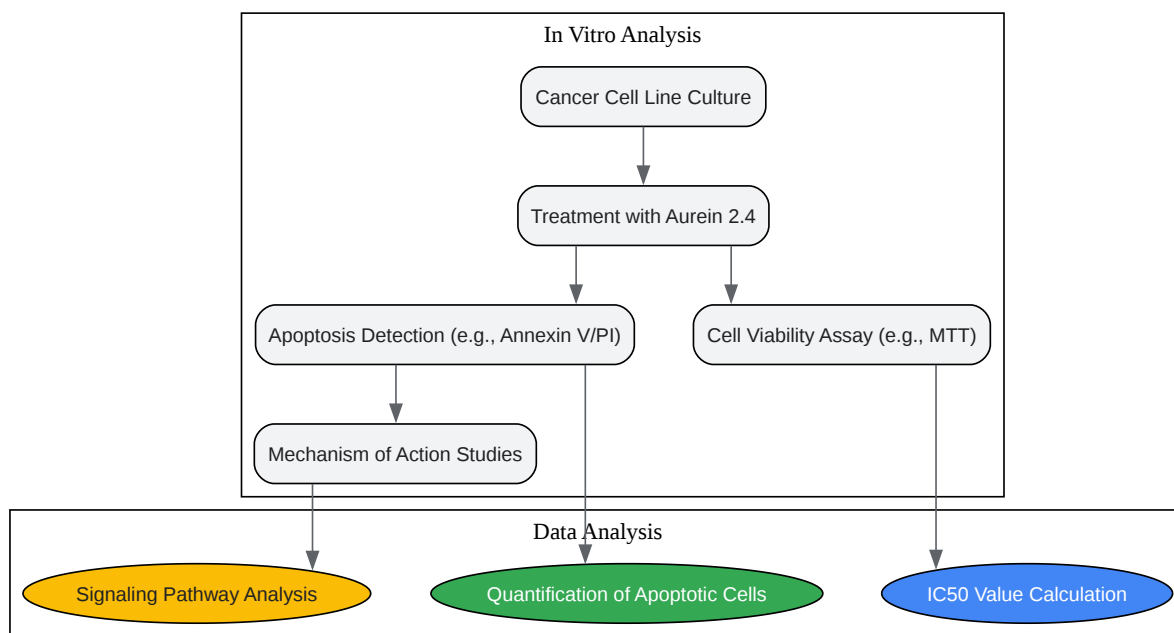 In Vitro Analysis
Cancer Cell Line Culture
Treatment with Aurein 2.4
Apoptosis Detection (e.g., Annexin V/PI)
Cell Viability Assay (e.g., MTT)
Mechanism of Action Studies
Data Analysis
Signaling Pathway Analysis
Quantification of Apoptotic Cells
IC50 Value Calculation